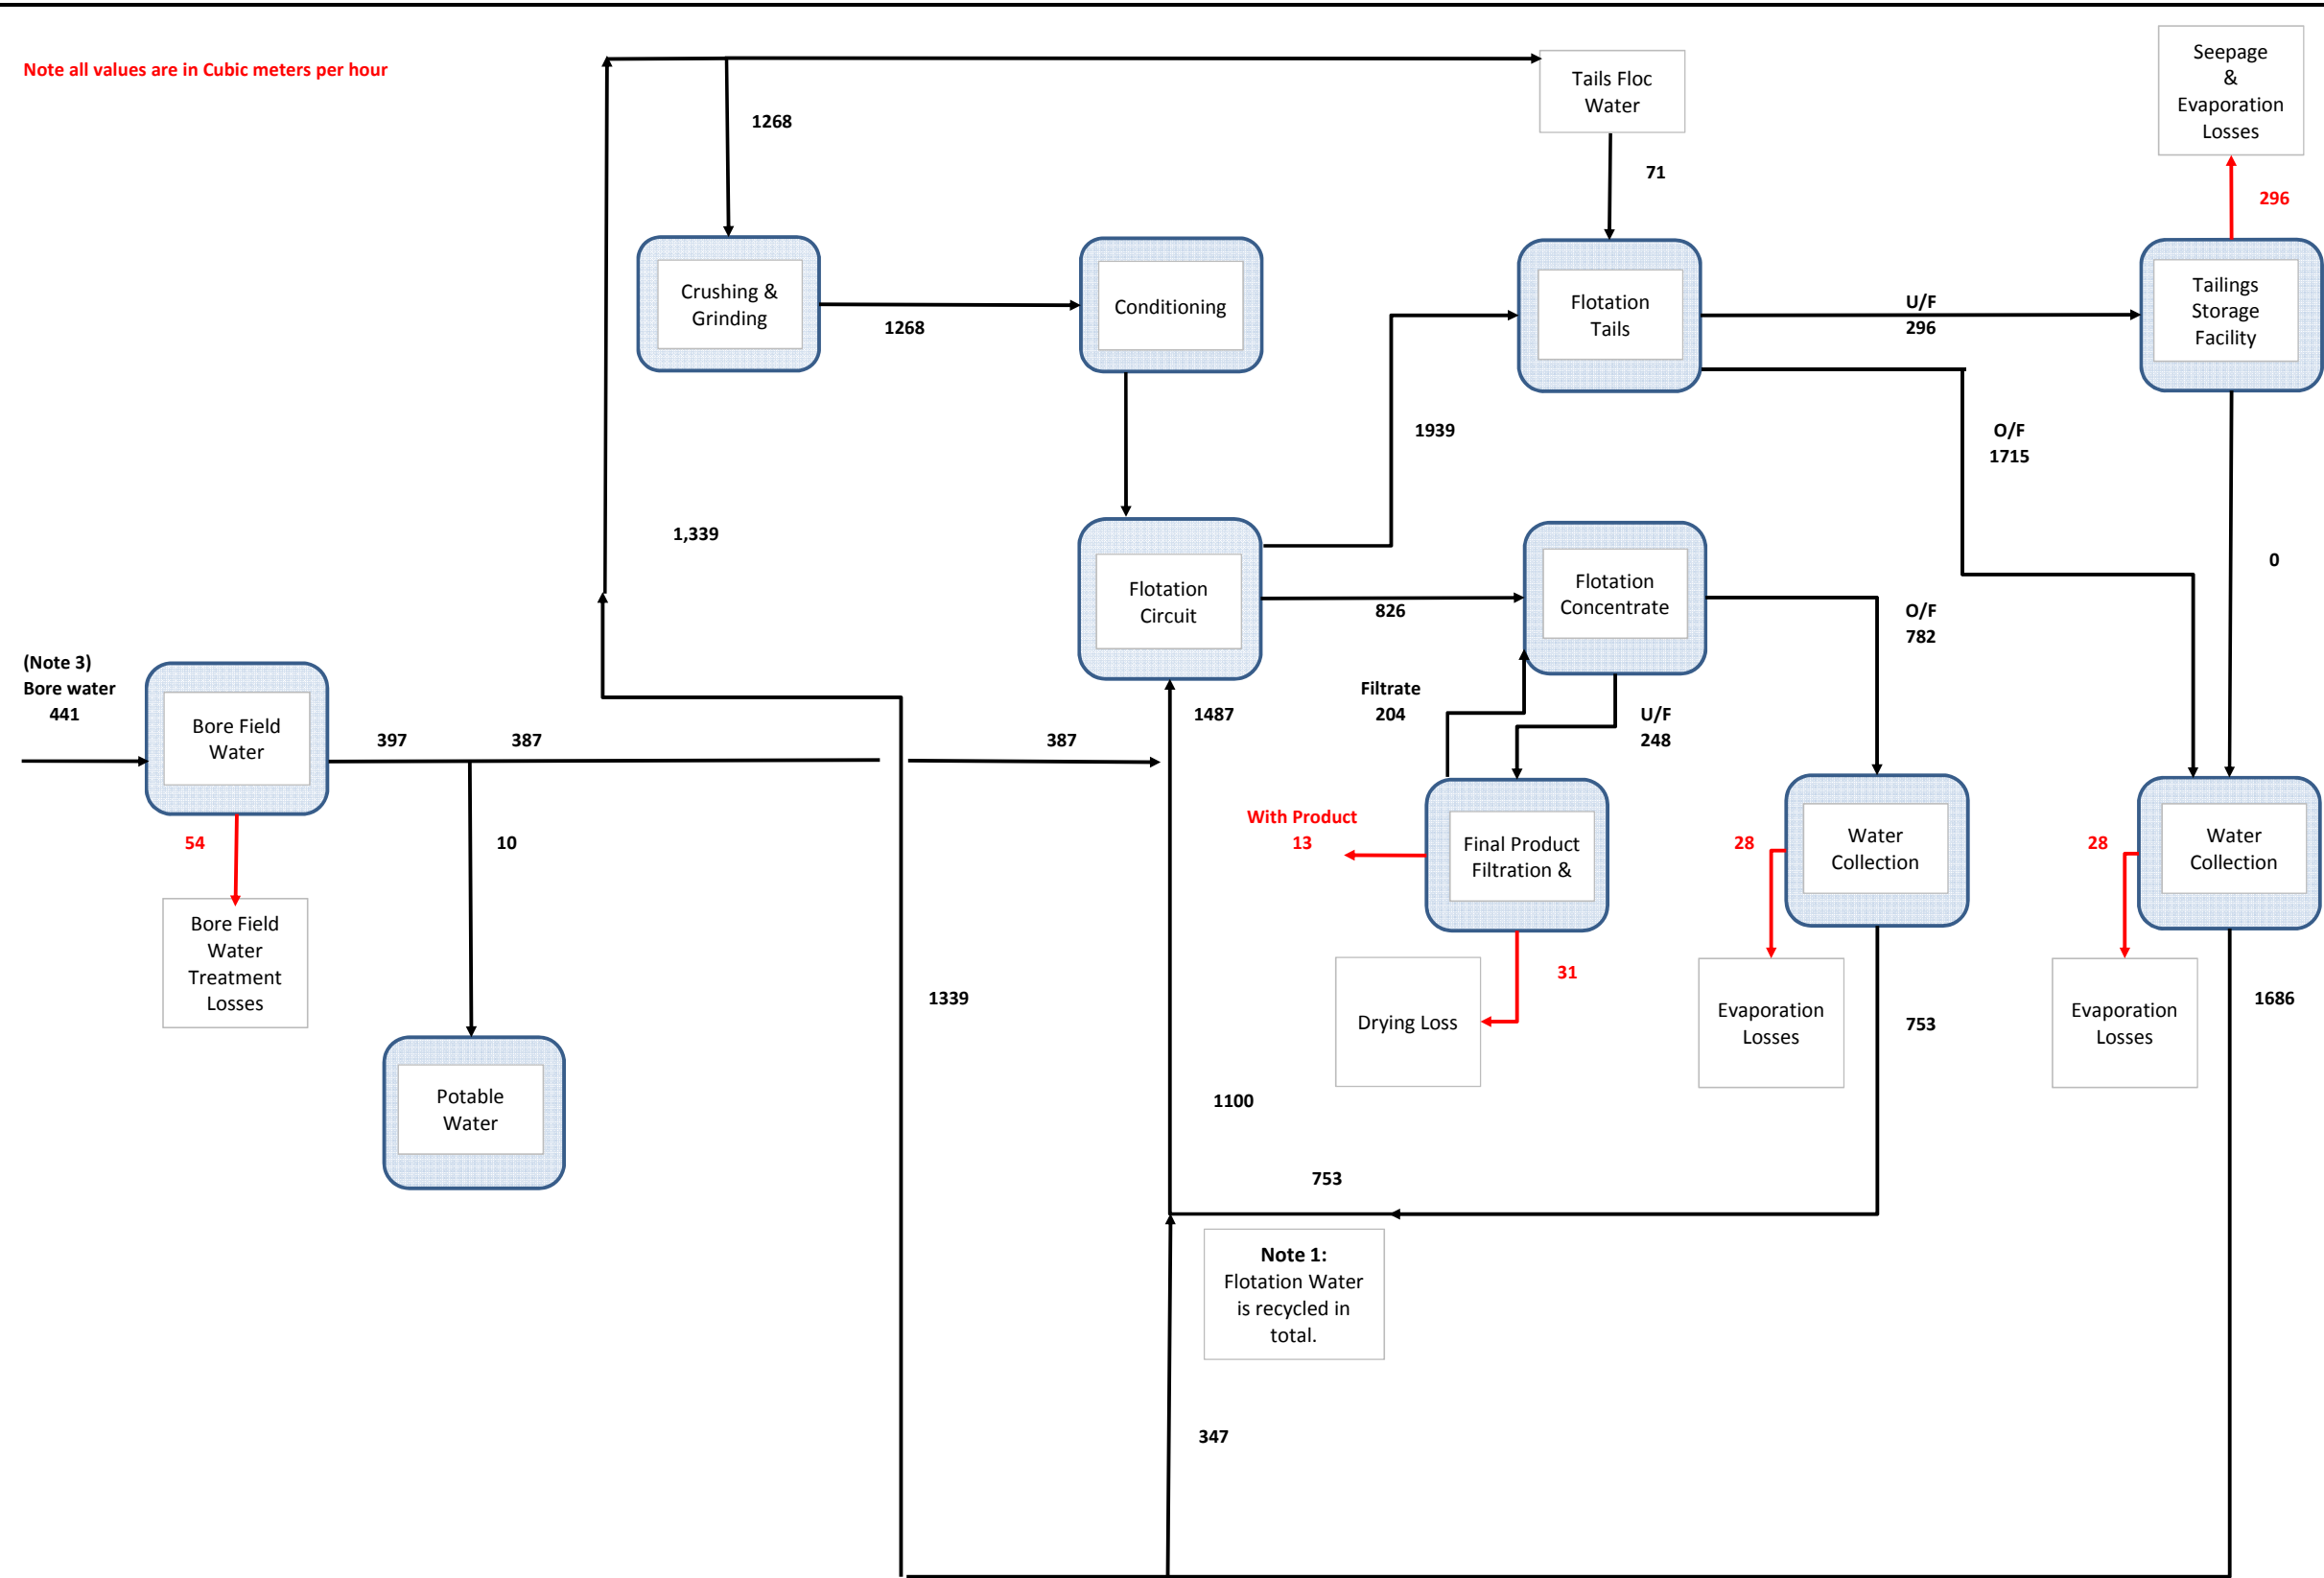 Note all values are in Cubic meters per hour
Tails Floc
Water
Seepage
&
Evaporation
Losses
1268
71
296
Crushing &
Grinding
1268
Conditioning
Flotation
Tails
U/F
296
Tailings
Storage
Facility
1939
O/F
1715
1,339
0
Flotation
Circuit
826
Flotation
Concentrate
O/F
782
(Note 3)
Bore water
441
Bore Field
Water
397
387
387
1487
Filtrate
204
U/F
248
54
10
With Product
13
Final Product
Filtration &
28
Water
Collection
28
Water
Collection
Bore Field
Water
Treatment
Losses
1339
Drying Loss
31
Evaporation
Losses
753
Evaporation
Losses
1686
Potable
Water
1100
753
Note 1:
Flotation Water
is recycled in
total.
347